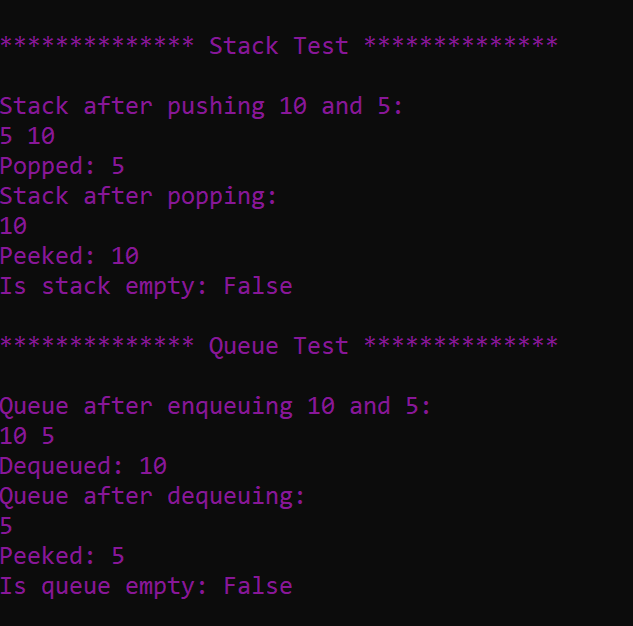 ************** Stack Test **************
Stack after pushing 10 and 5:
5 10
Popped: 5
Stack after popping:
10
Peeked: 10
Is stack empty: False
************** Queue Test **************
Queue after enqueuing 10 and 5:
10 5
Dequeued: 10
Queue after dequeuing:
5
Peeked: 5
Is queue empty: False